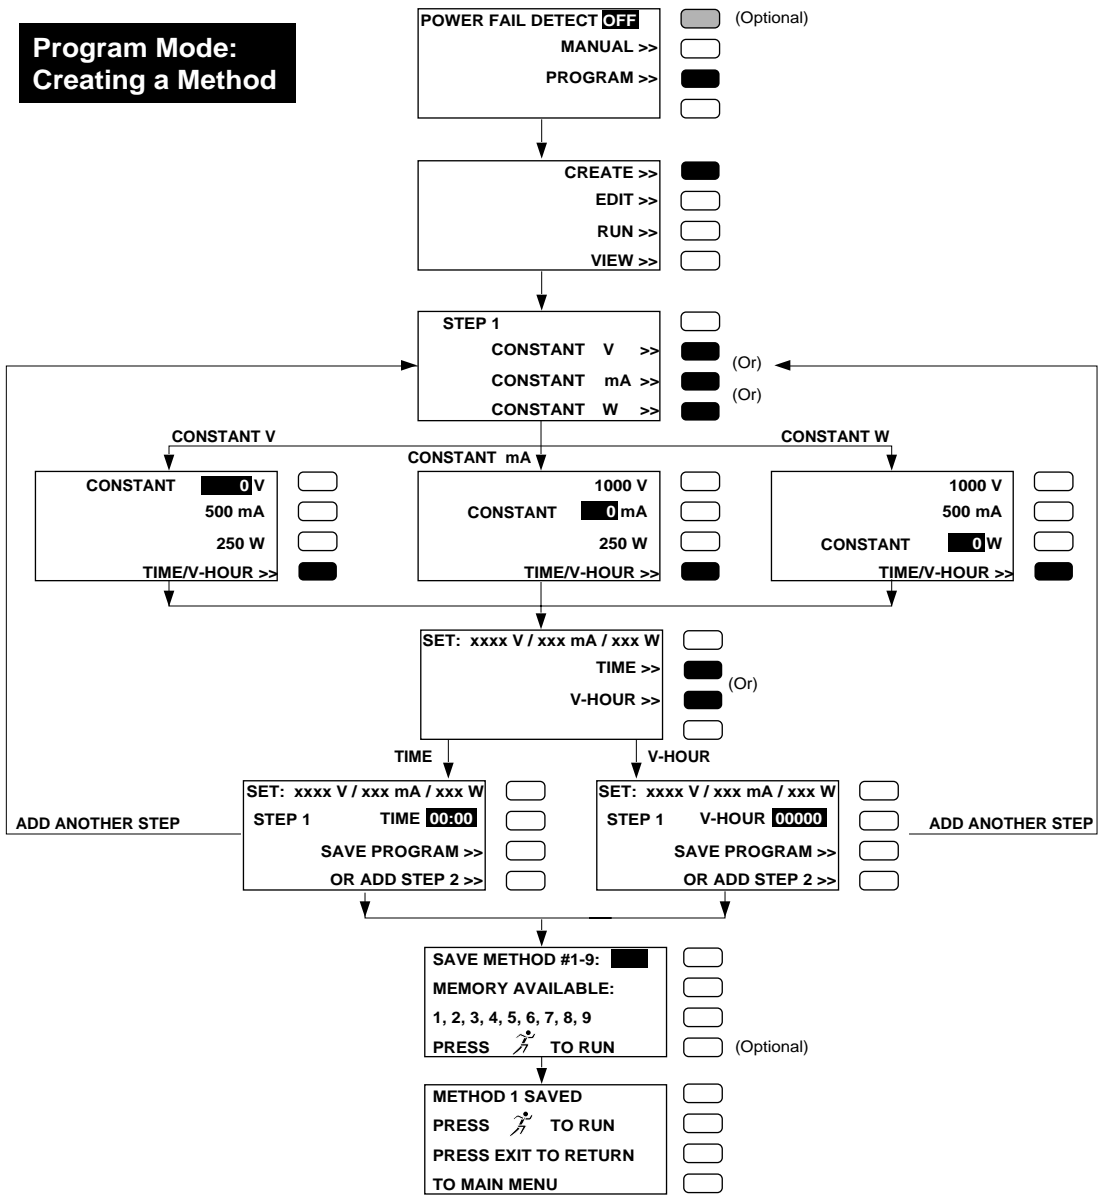 Program Mode:
Creating a Method
POWER FAIL DETECT OFF
(Optional)
MANUAL >>
PROGRAM >>
CREATE >>
EDIT >>
RUN >>
VIEW >>
STEP 1
CONSTANT V >>
(Or)
CONSTANT mA >>
(Or)
CONSTANT W >>
CONSTANT V
CONSTANT mA
CONSTANT W
CONSTANT 0 V
500 mA
250 W
TIME/V-HOUR >>
1000 V
CONSTANT 0 mA
250 W
TIME/V-HOUR >>
1000 V
500 mA
CONSTANT 0 W
TIME/V-HOUR >>
SET: xxxx V / xxx mA / xxx W
TIME >>
(Or)
V-HOUR >>
TIME
V-HOUR
SET: xxxx V / xxx mA / xxx W
STEP 1 TIME 00:00
SAVE PROGRAM >>
OR ADD STEP 2 >>
ADD ANOTHER STEP
SET: xxxx V / xxx mA / xxx W
STEP 1 V-HOUR 00000
SAVE PROGRAM >>
OR ADD STEP 2 >>
ADD ANOTHER STEP
SAVE METHOD #1-9:
MEMORY AVAILABLE:
1, 2, 3, 4, 5, 6, 7, 8, 9
PRESS TO RUN
(Optional)
METHOD 1 SAVED
PRESS TO RUN
PRESS EXIT TO RETURN
TO MAIN MENU